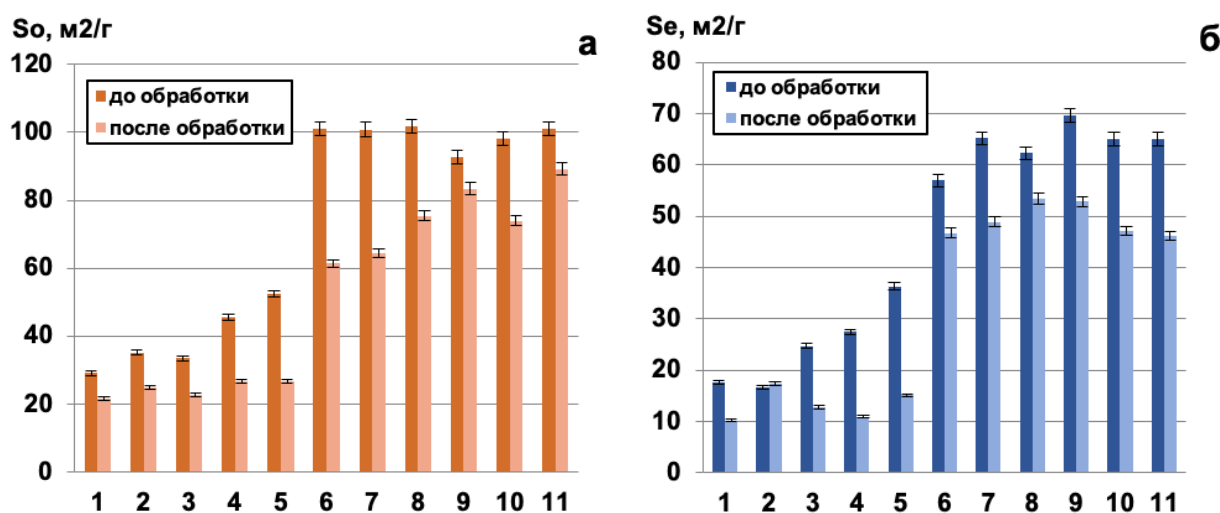 So, м2/г
а
120
100
80
60
40
20
0
до обработки
после обработки
1 2 3 4 5 6 7 8 9 10 11
Se, м2/г
б
80
70
60
50
40
30
20
10
0
до обработки
после обработки
1 2 3 4 5 6 7 8 9 10 11